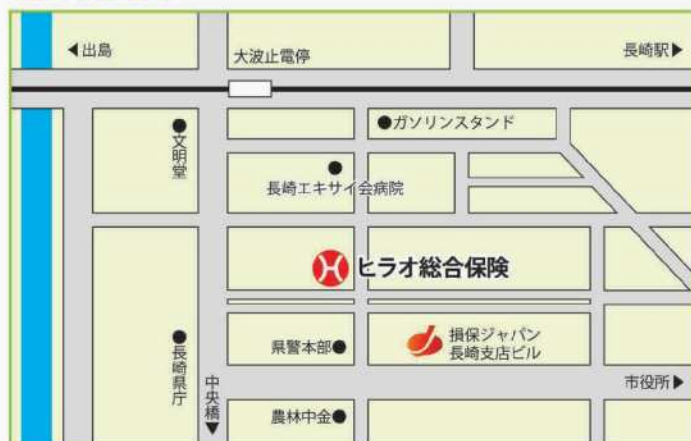 ◀出島
大波止電停
長崎駅▶
●ガソリンスタンド
●文明堂
長崎エキサイ会病院
ヒラオ総合保険
損保ジャパン
長崎支店ビル
県警本部●
●長崎県庁
中央橋▼
市役所▶
農林中金●